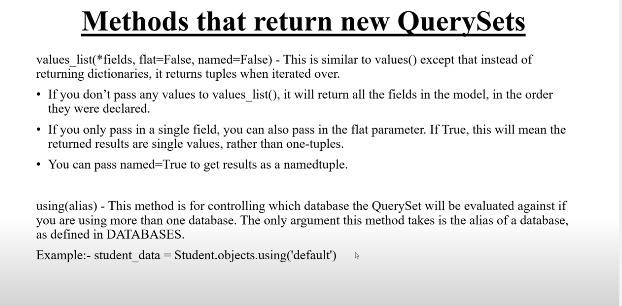 Methods that return new QuerySets
values_list(*fields, flat=False, named=False) - This is similar to values() except that instead of
returning dictionaries, it returns tuples when iterated over.
• If you don’t pass any values to values_list(), it will return all the fields in the model, in the order
they were declared.
• If you only pass in a single field, you can also pass in the flat parameter. If True, this will mean the
returned results are single values, rather than one-tuples.
• You can pass named=True to get results as a namedtuple.
using(alias) - This method is for controlling which database the QuerySet will be evaluated against if
you are using more than one database. The only argument this method takes is the alias of a database,
as defined in DATABASES.
Example:- student_data = Student.objects.using('default')